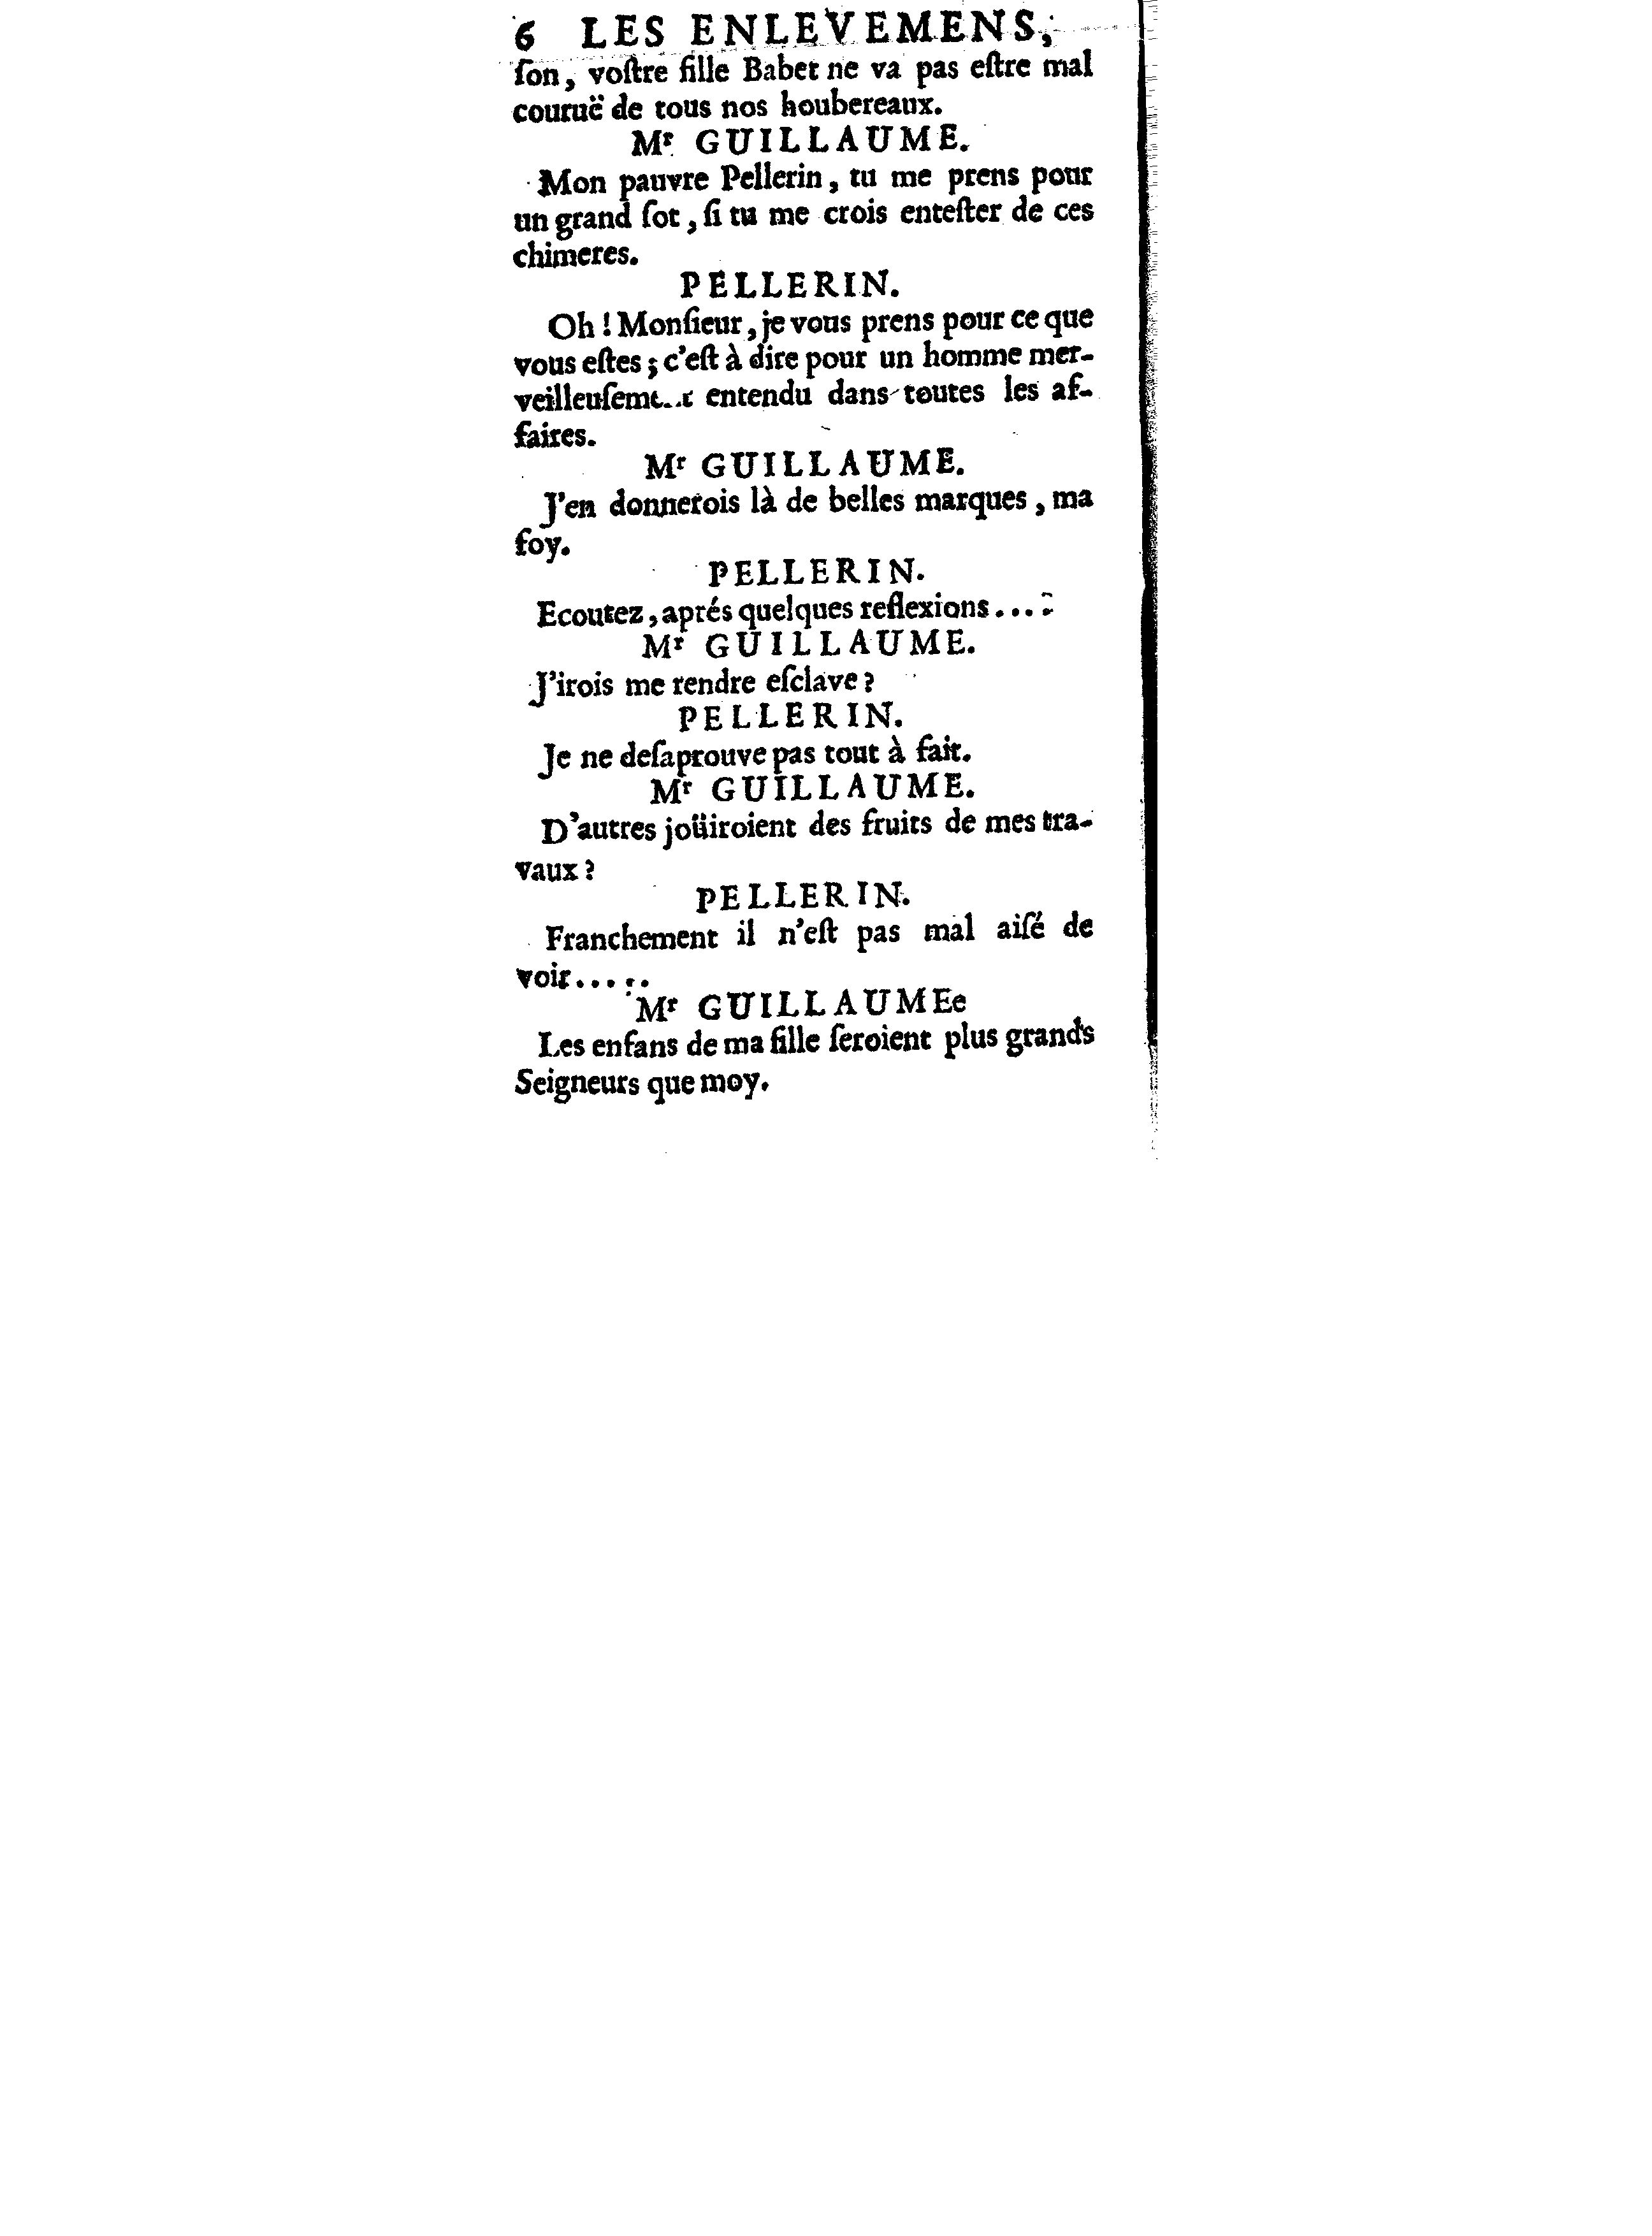 6 LES ENLEVEMENS,
ſon, voſtre fille Babet ne va pas eſtre mal
couruë de tous nos houbereaux.
Mr GUILLAUME.
Mon pauvre Pellerin, tu me prens pour
un grand ſot, ſi tu me crois enteſter de ces
chimeres.
PELLERIN.
Oh ! Monſieur, je vous prens pour ce que
vous eſtes ; c'eſt à dire pour un homme mer-
entendu dans toutes les af-
faires.
Mr GUILLAUME.
J'en donnerois là de belles marques, ma
foy.
PELLERIN.
Ecoutez, aprés quelques reflexions....
Mr GUILLAUME.
J'irois me rendre eſclave ?
PELLERIN.
Je ne deſaprouve pas tout à fait.
Mr GUILLAUME.
D'autres joüiroient des fruits de mes tra-
vaux ?
PELLERIN.
Franchement il n'eſt pas mal aiſé de
voir.....
Mr GUILLAUMEe
Les enfans de ma fille ſeroient plus grands
Seigneurs que moy.